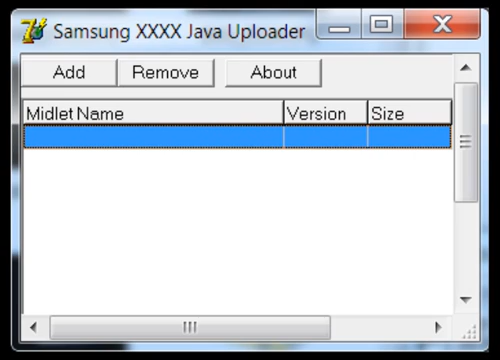 Samsung XXXX Java Uploader
Add Remove About
Midlet Name Version Size